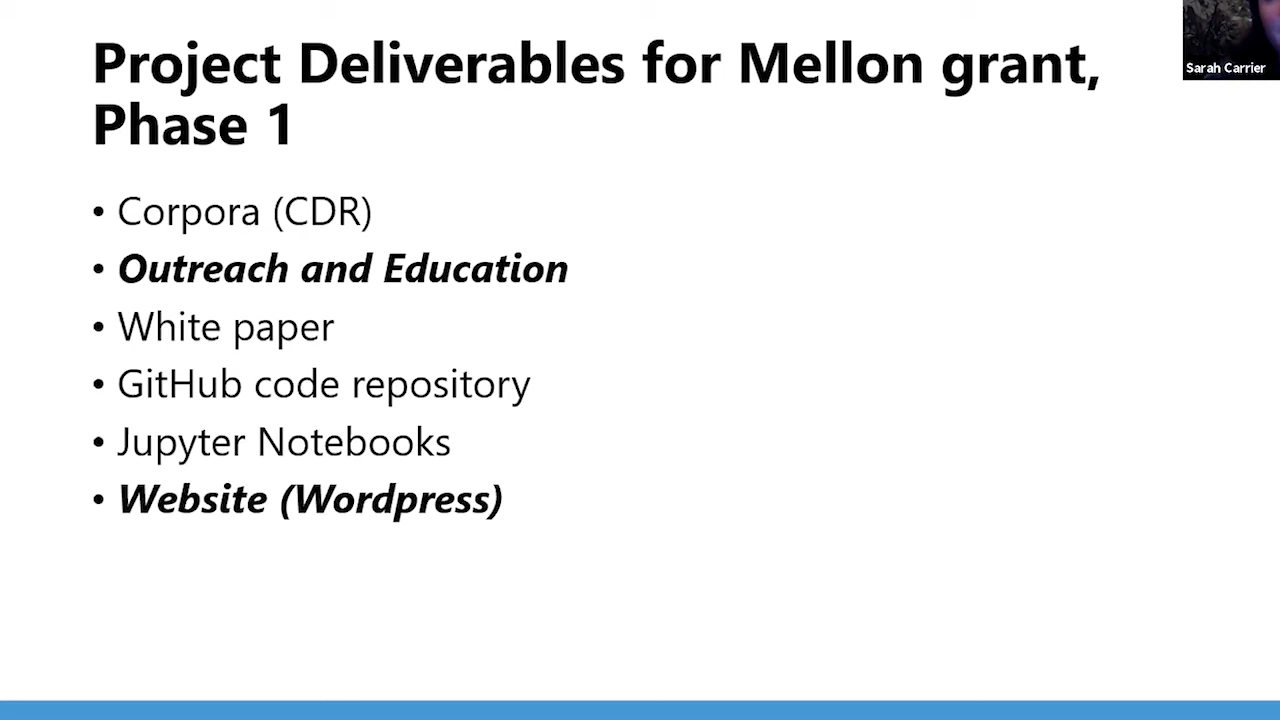 Project Deliverables for Mellon grant,
Phase 1
• Corpora (CDR)
• Outreach and Education
• White paper
• GitHub code repository
• Jupyter Notebooks
• Website (Wordpress)
Sarah Carrier